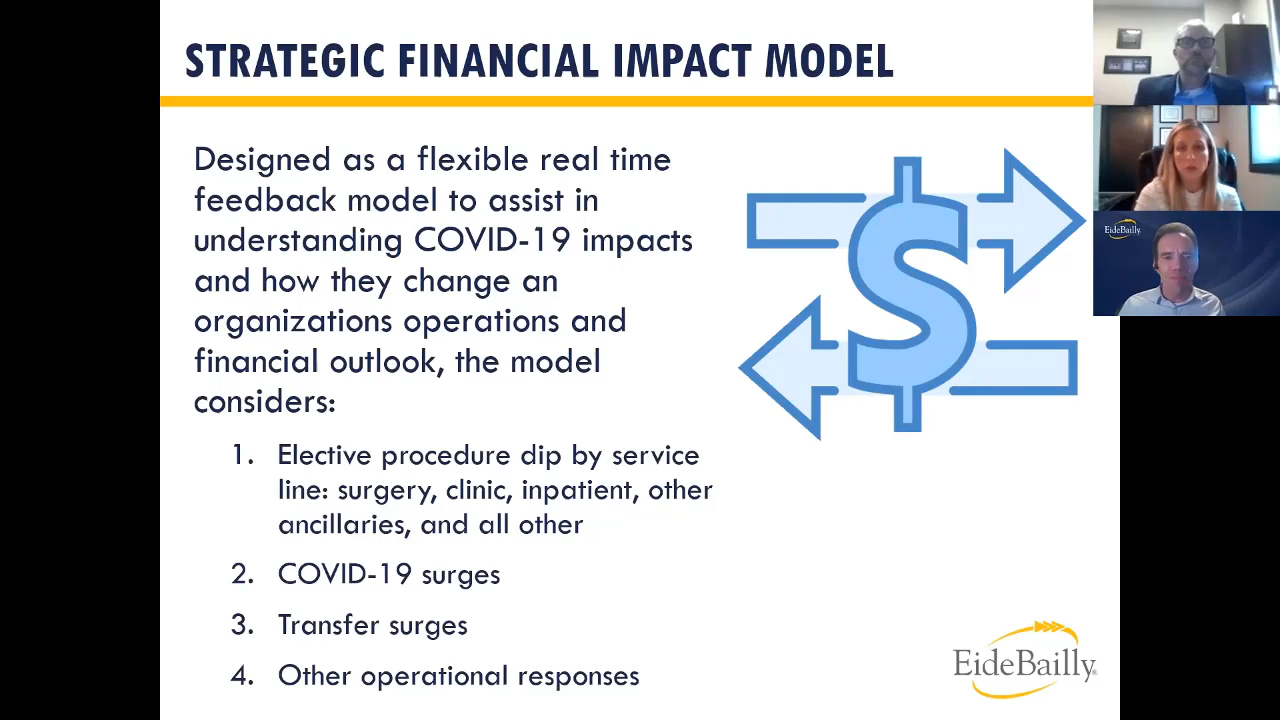 STRATEGIC FINANCIAL IMPACT MODEL
Designed as a flexible real time
feedback model to assist in
understanding COVID-19 impacts
and how they change an
organizations operations and
financial outlook, the model
considers:
1. Elective procedure dip by service
line: surgery, clinic, inpatient, other
ancillaries, and all other
2. COVID-19 surges
3. Transfer surges
4. Other operational responses
$
EideBailly®
EideBailly